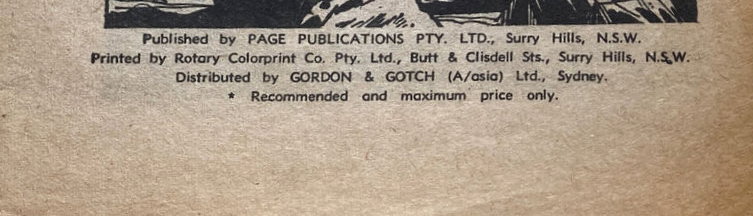 Published by PAGE PUBLICATIONS PTY. LTD., Surry Hills, N.S.W.
Printed by Rotary Colorprint Co. Pty. Ltd., Butt & Clisdell Sts., Surry Hills, N.S.W.
Distributed by GORDON & GOTCH (A/asia) Ltd., Sydney.
* Recommended and maximum price only.